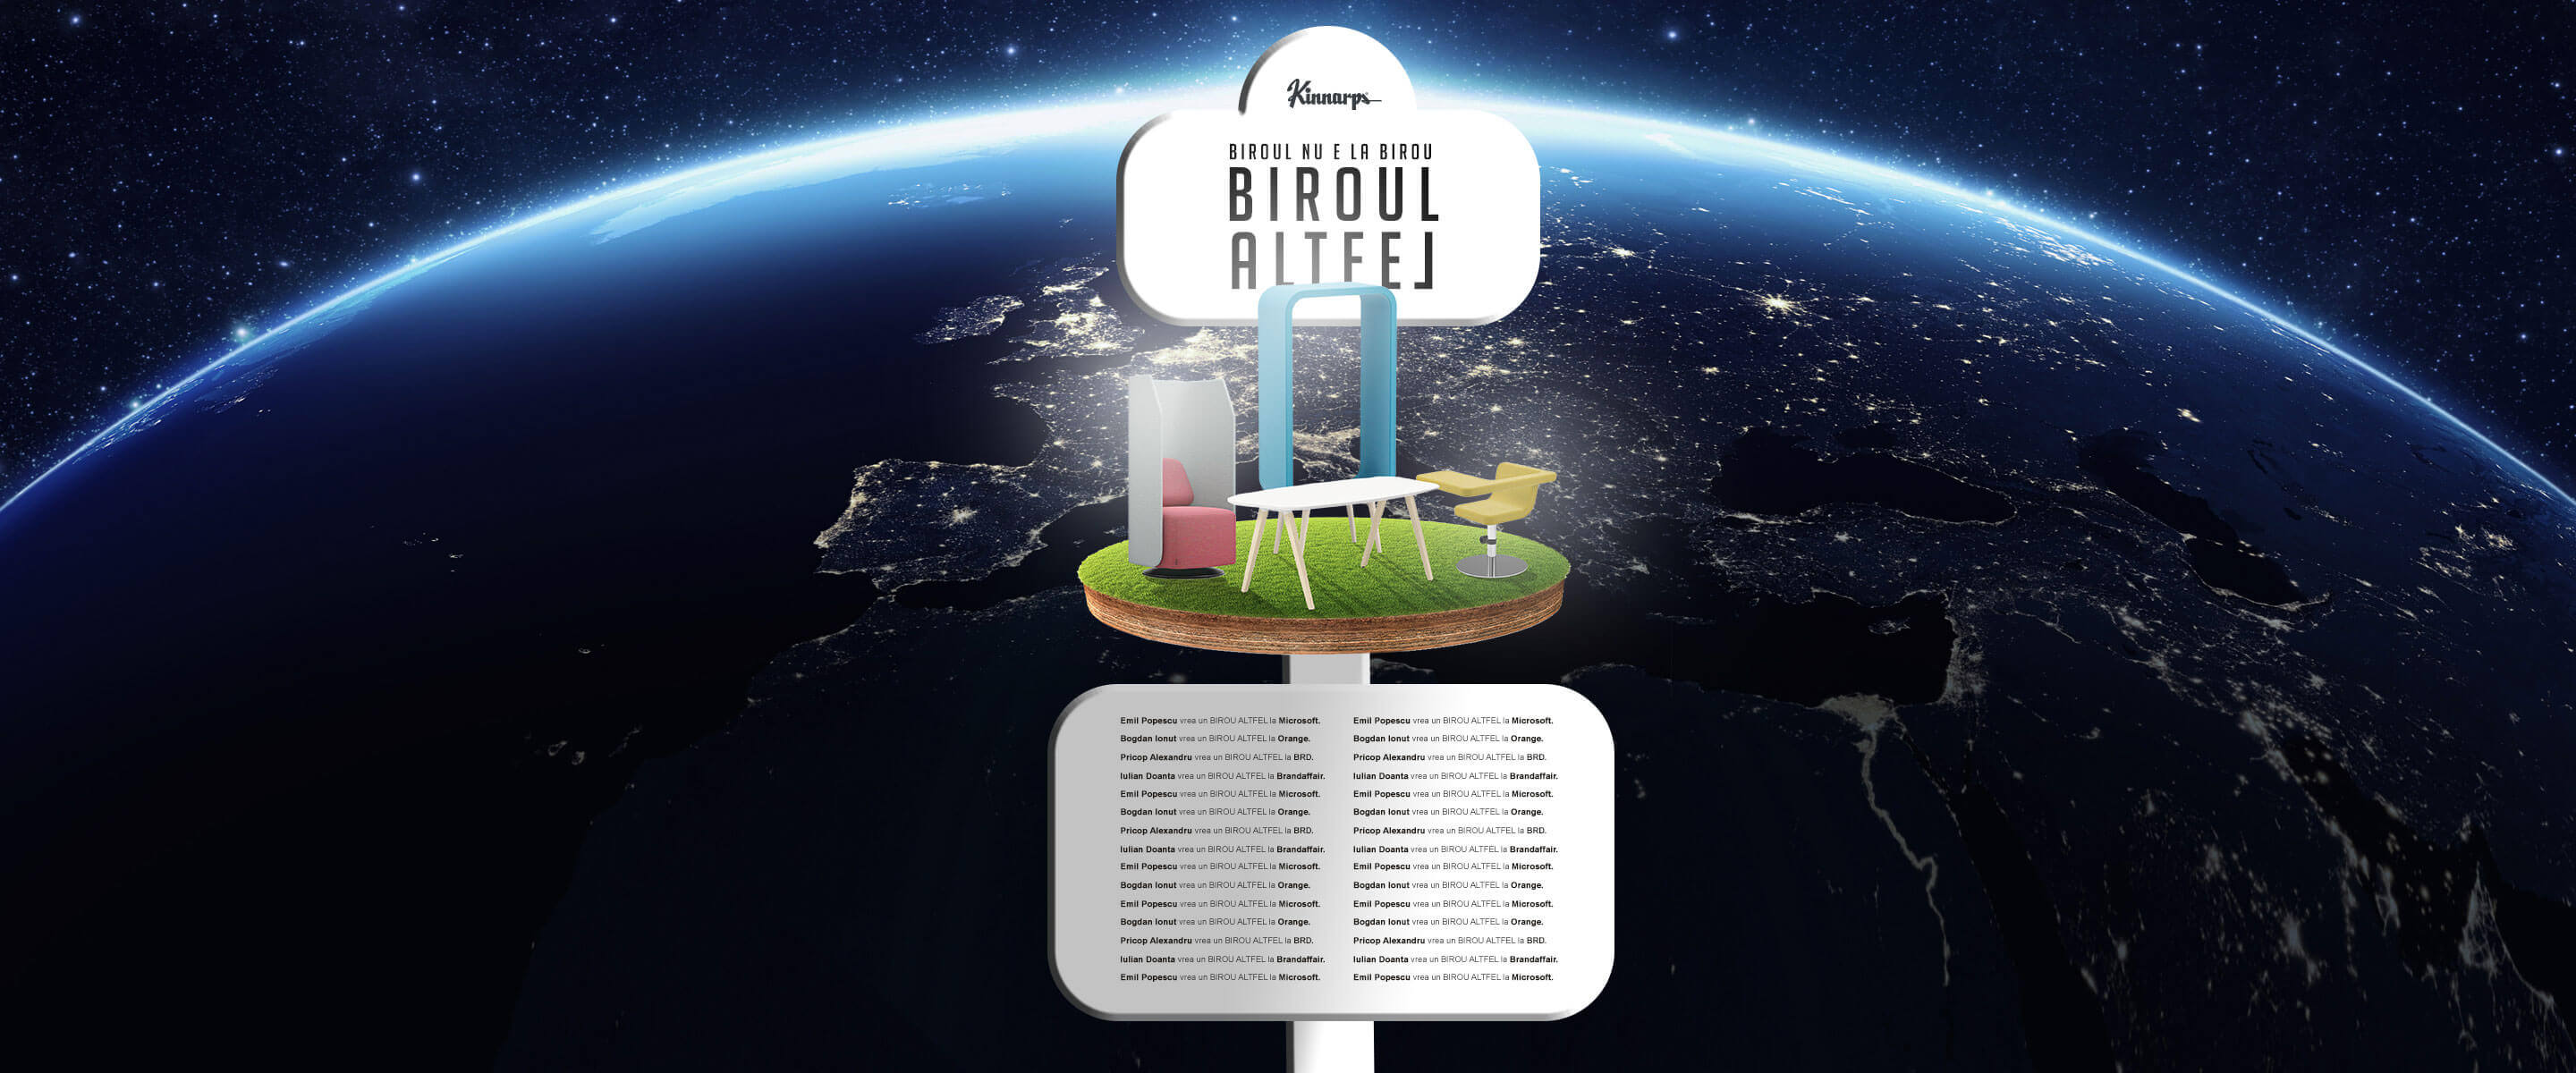 Kinnarps
BIROUL NU E LA BIROU
BIROUL
ALTFEL
Emil Popescu vrea un BIROU ALTFEL la Microsoft.
Bogdan Ionut vrea un BIROU ALTFEL la Orange.
Pricop Alexandru vrea un BIROU ALTFEL la BRD.
Iulian Doanta vrea un BIROU ALTFEL la Brandaffair.
Emil Popescu vrea un BIROU ALTFEL la Microsoft.
Bogdan Ionut vrea un BIROU ALTFEL la Orange.
Pricop Alexandru vrea un BIROU ALTFEL la BRD.
Iulian Doanta vrea un BIROU ALTFEL la Brandaffair.
Emil Popescu vrea un BIROU ALTFEL la Microsoft.
Bogdan Ionut vrea un BIROU ALTFEL la Orange.
Emil Popescu vrea un BIROU ALTFEL la Microsoft.
Bogdan Ionut vrea un BIROU ALTFEL la Orange.
Pricop Alexandru vrea un BIROU ALTFEL la BRD.
Iulian Doanta vrea un BIROU ALTFEL la Brandaffair.
Emil Popescu vrea un BIROU ALTFEL la Microsoft.
Emil Popescu vrea un BIROU ALTFEL la Microsoft.
Bogdan Ionut vrea un BIROU ALTFEL la Orange.
Pricop Alexandru vrea un BIROU ALTFEL la BRD.
Iulian Doanta vrea un BIROU ALTFEL la Brandaffair.
Emil Popescu vrea un BIROU ALTFEL la Microsoft.
Bogdan Ionut vrea un BIROU ALTFEL la Orange.
Pricop Alexandru vrea un BIROU ALTFEL la BRD.
Iulian Doanta vrea un BIROU ALTFEL la Brandaffair.
Emil Popescu vrea un BIROU ALTFEL la Microsoft.
Bogdan Ionut vrea un BIROU ALTFEL la Orange.
Emil Popescu vrea un BIROU ALTFEL la Microsoft.
Bogdan Ionut vrea un BIROU ALTFEL la Orange.
Pricop Alexandru vrea un BIROU ALTFEL la BRD.
Iulian Doanta vrea un BIROU ALTFEL la Brandaffair.
Emil Popescu vrea un BIROU ALTFEL la Microsoft.